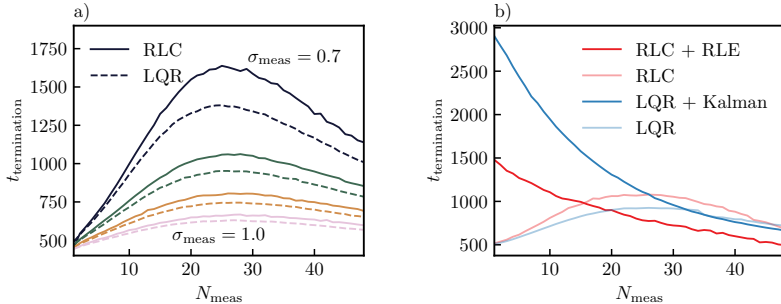 a)
t_termination
1750
1500
1250
1000
750
500
RLC
LQR
σ_meas = 0.7
σ_meas = 1.0
10 20 30 40
N_meas
b)
t_termination
3000
2500
2000
1500
1000
500
RLC + RLE
RLC
LQR + Kalman
LQR
10 20 30 40
N_meas